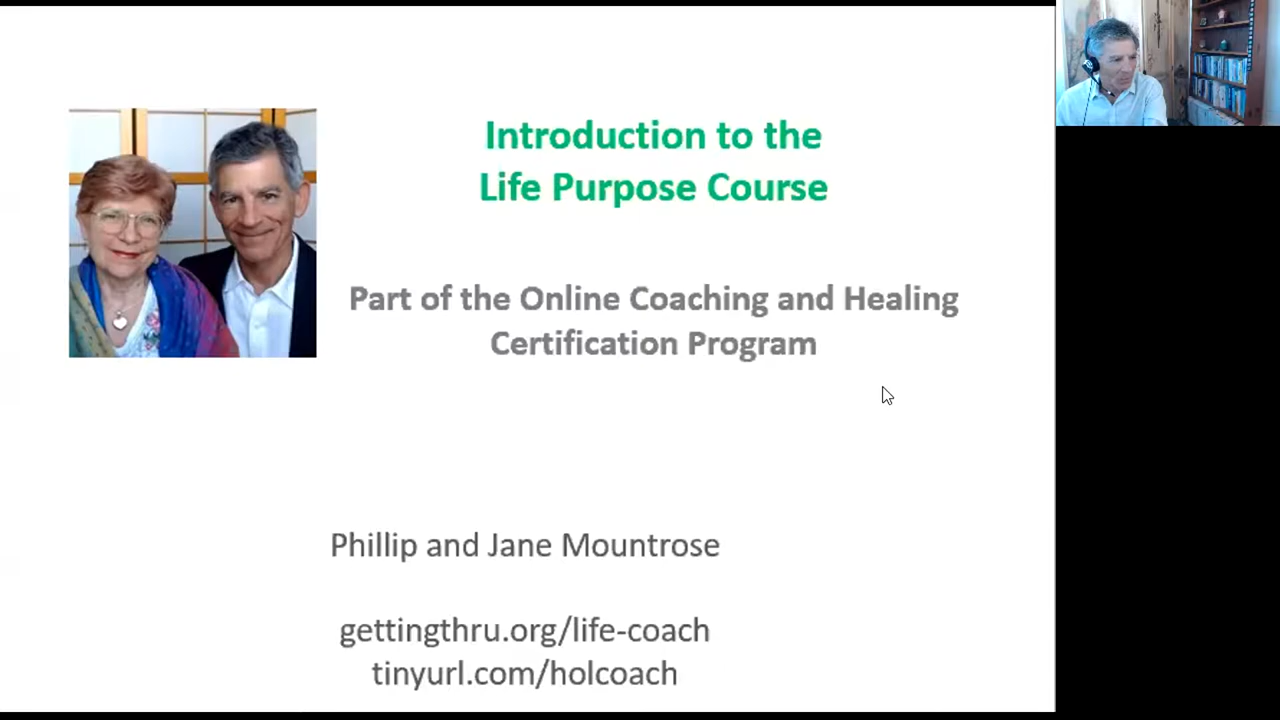 Introduction to the
Life Purpose Course
Part of the Online Coaching and Healing
Certification Program
Phillip and Jane Mountrose
gettingthru.org/life-coach
tinyurl.com/holcoach